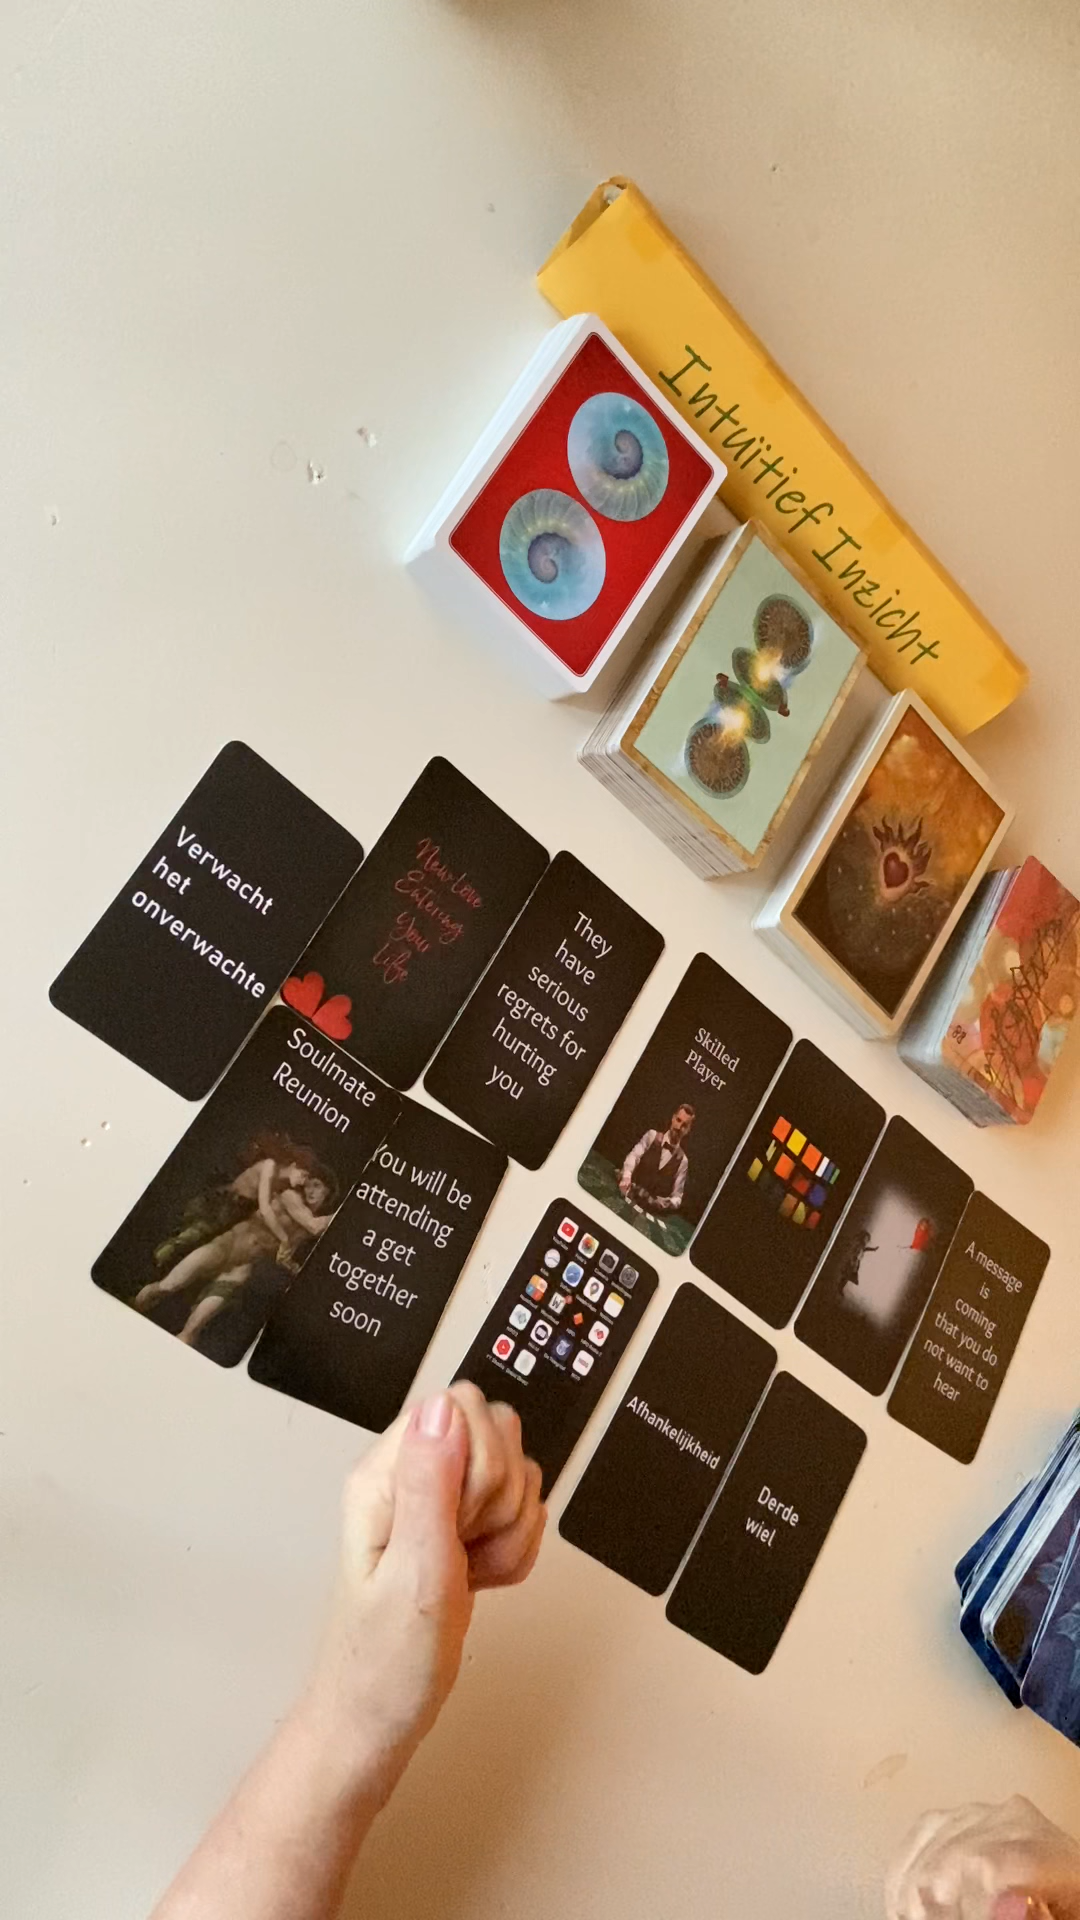 Intuïtief Inzicht
Verwacht
het
onverwachte
New love
Entering
Your
Life
They
have
serious
regrets for
hurting
you
Soulmate
Reunion
You will be
attending
a get
together
soon
Skilled
Player
A message
is
coming
that you do
not want to
hear
Afhankelijkheid
Derde
wiel